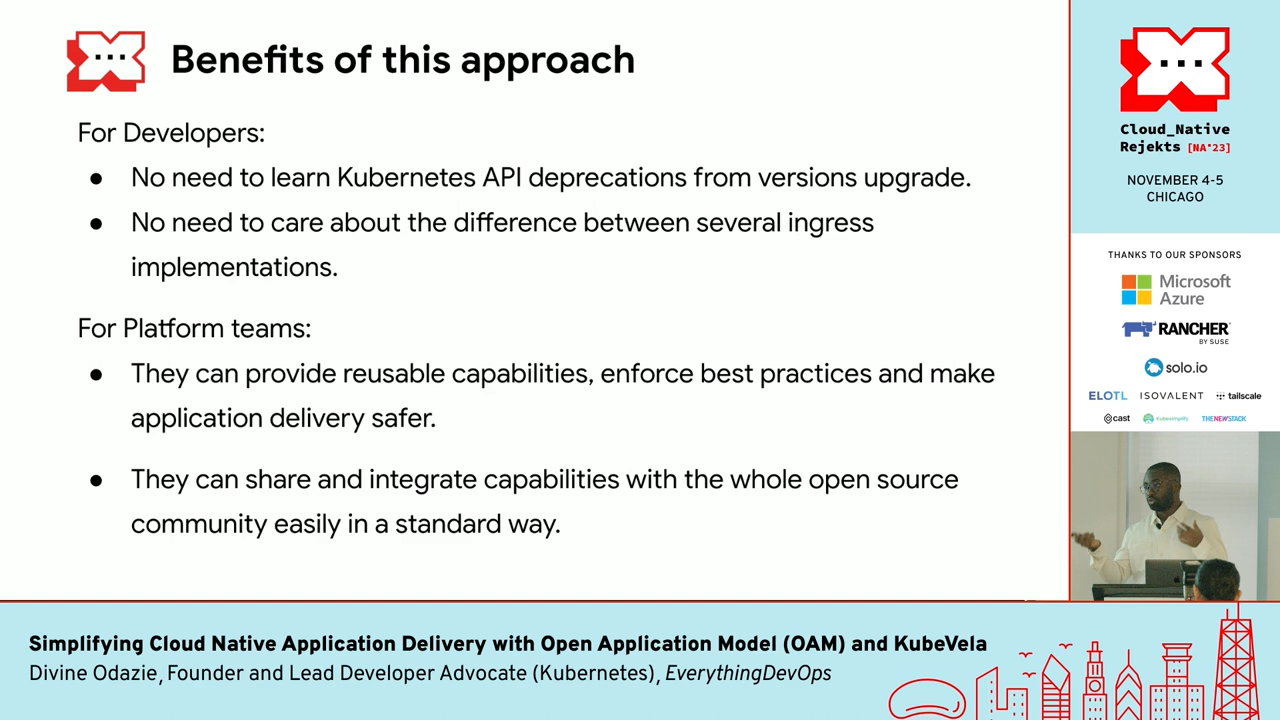 Benefits of this approach
For Developers:
● No need to learn Kubernetes API deprecations from versions upgrade.
● No need to care about the difference between several ingress
implementations.
For Platform teams:
● They can provide reusable capabilities, enforce best practices and make
application delivery safer.
● They can share and integrate capabilities with the whole open source
community easily in a standard way.
Cloud_Native
Rejekts [NA'23]
NOVEMBER 4-5
CHICAGO
THANKS TO OUR SPONSORS
Microsoft
Azure
RANCHER
BY SUSE
solo.io
ELOTL ISOVALENT tailscale
cast kubesimplify THENEWSTACK
Simplifying Cloud Native Application Delivery with Open Application Model (OAM) and KubeVela
Divine Odazie, Founder and Lead Developer Advocate (Kubernetes), EverythingDevOps